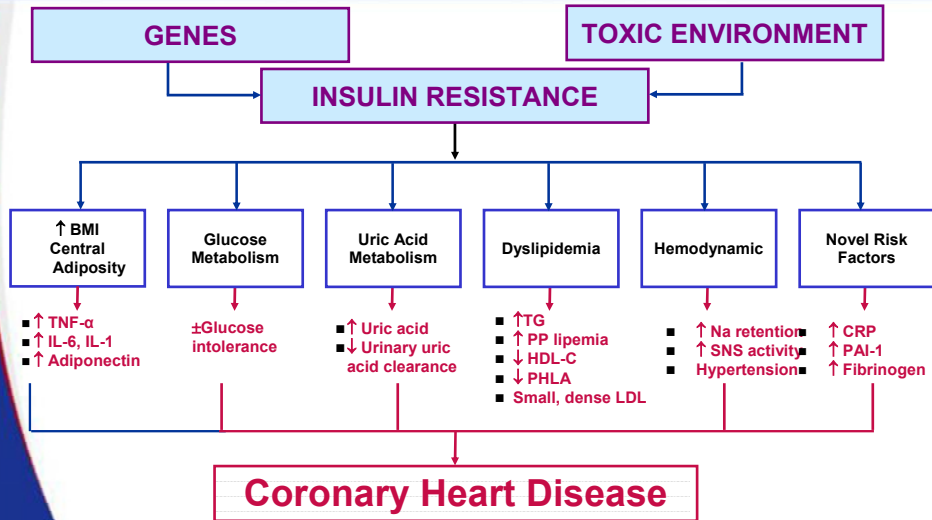 GENES
TOXIC ENVIRONMENT
INSULIN RESISTANCE
↑ BMI
Central
Adiposity
Glucose
Metabolism
Uric Acid
Metabolism
Dyslipidemia
Hemodynamic
Novel Risk
Factors
■ ↑ TNF-α
■ ↑ IL-6, IL-1
■ ↑ Adiponectin
±Glucose
intolerance
■ ↑ Uric acid
■ ↓ Urinary uric
acid clearance
■ ↑TG
■ ↑ PP lipemia
■ ↓ HDL-C
■ ↓ PHLA
■ Small, dense LDL
■ ↑ Na retention
■ ↑ SNS activity
■ Hypertension
■ ↑ CRP
■ ↑ PAI-1
■ ↑ Fibrinogen
Coronary Heart Disease